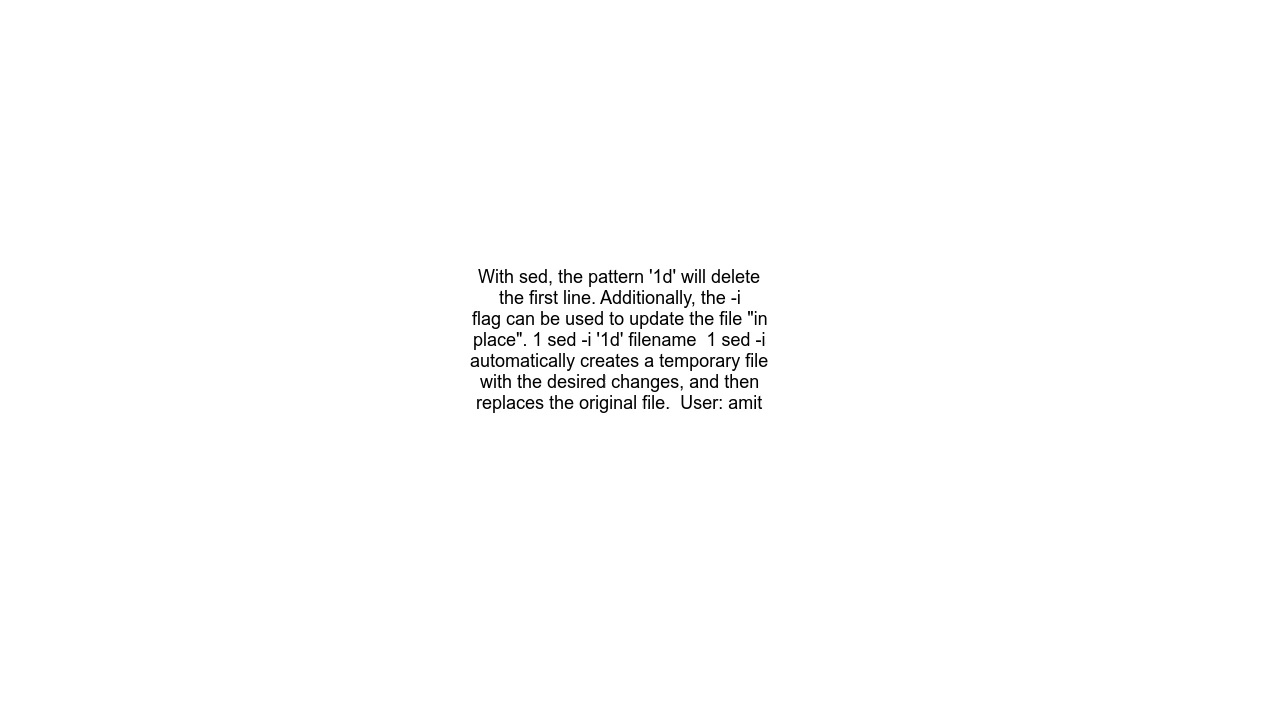 With sed, the pattern '1d' will delete
the first line. Additionally, the -i
flag can be used to update the file "in
place". 1 sed -i '1d' filename  1 sed -i
automatically creates a temporary file
with the desired changes, and then
replaces the original file.  User: amit